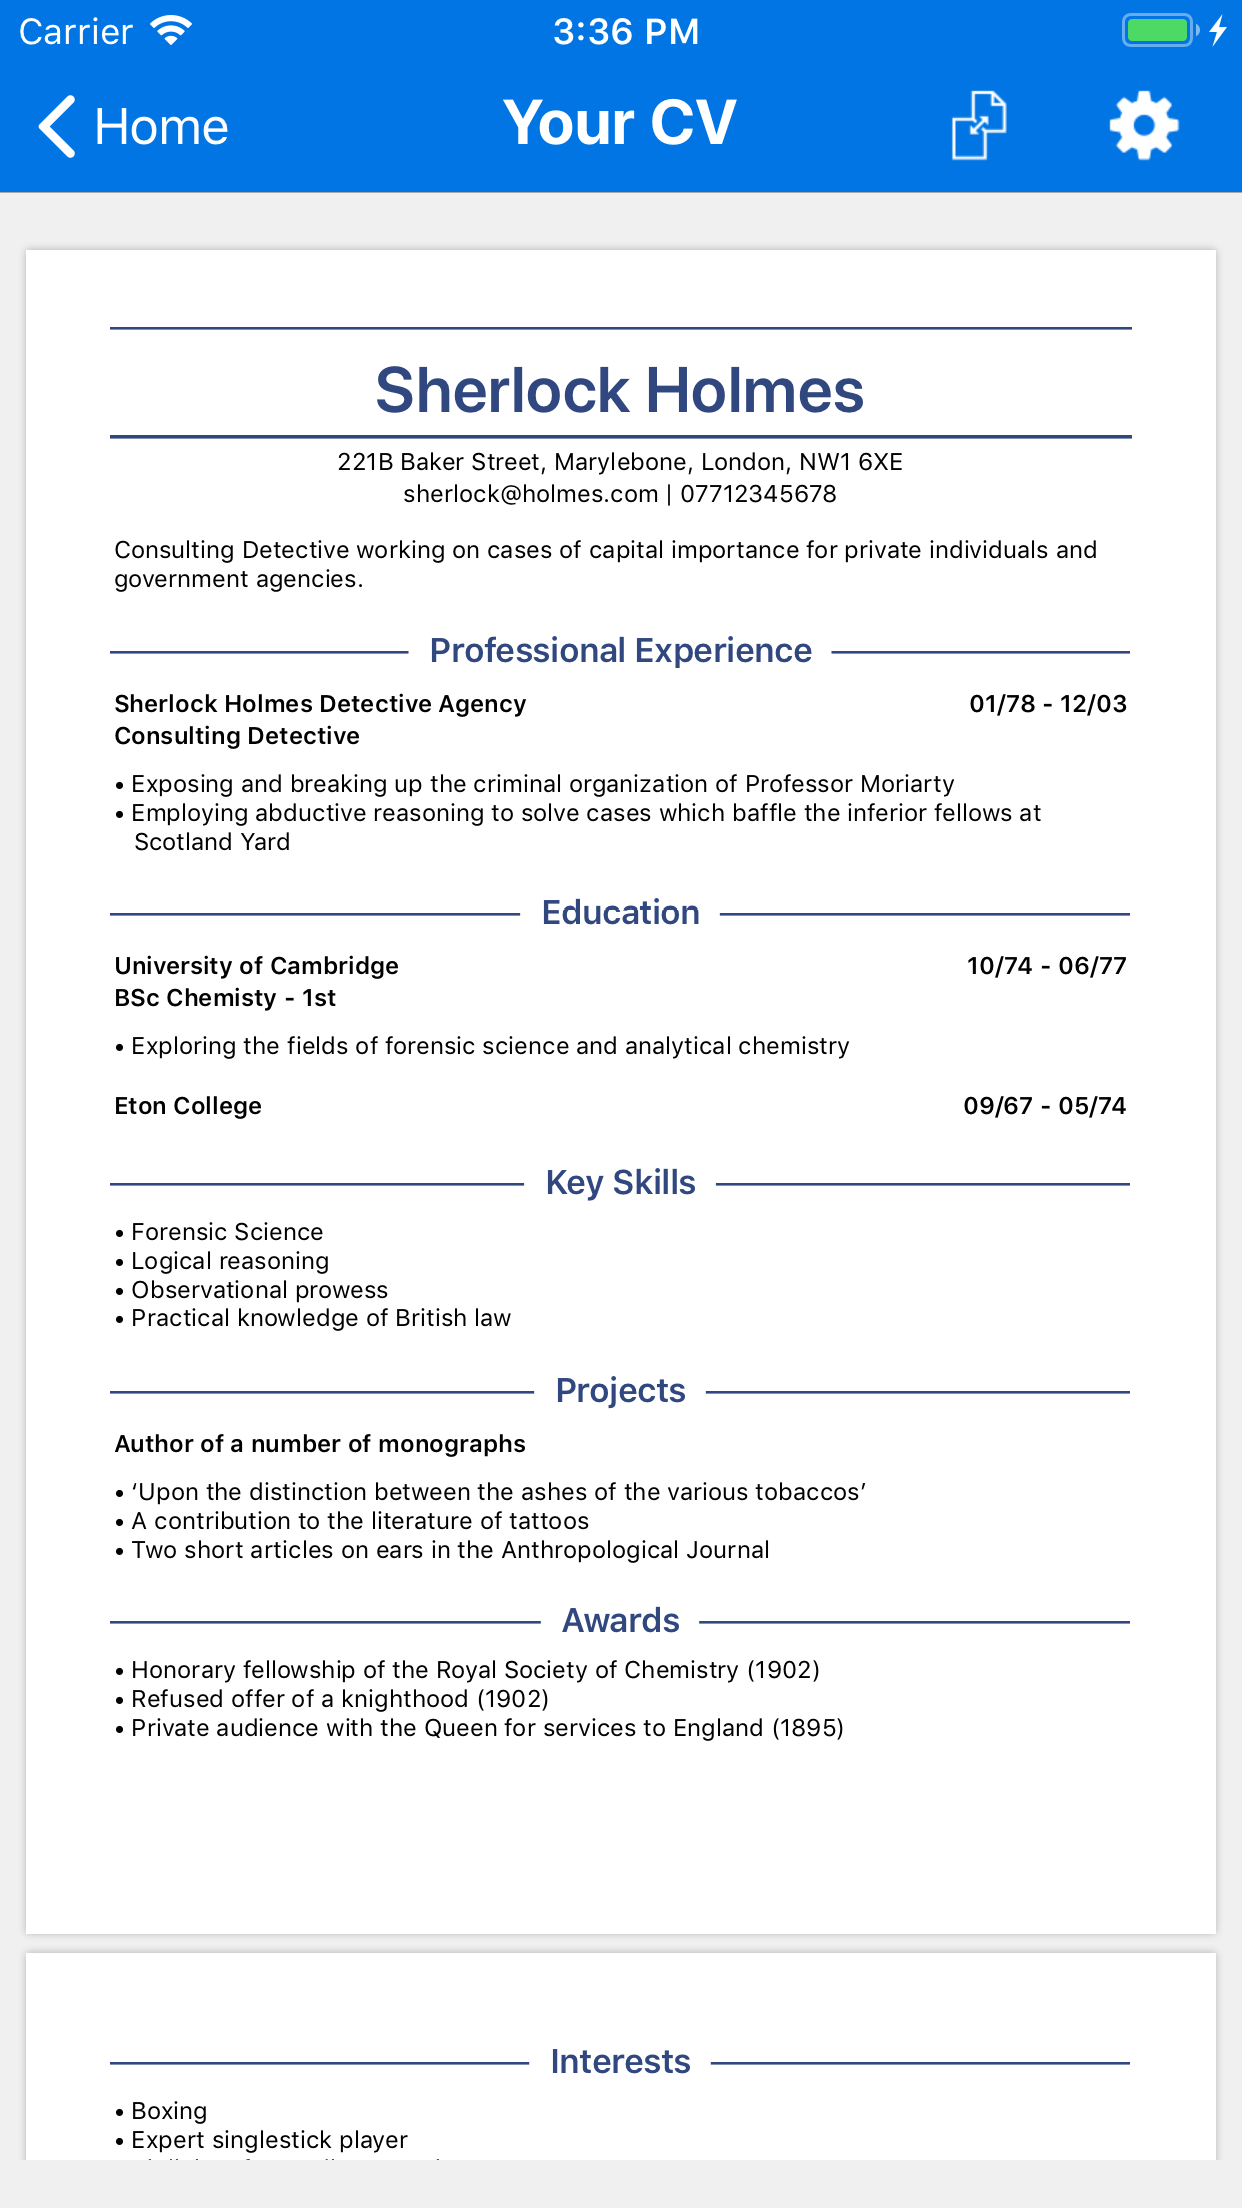 Carrier 3:36 PM
Home Your CV
Sherlock Holmes
221B Baker Street, Marylebone, London, NW1 6XE
sherlock@holmes.com | 07712345678
Consulting Detective working on cases of capital importance for private individuals and
government agencies.
Professional Experience
Sherlock Holmes Detective Agency 01/78 - 12/03
Consulting Detective
• Exposing and breaking up the criminal organization of Professor Moriarty
• Employing abductive reasoning to solve cases which baffle the inferior fellows at
Scotland Yard
Education
University of Cambridge 10/74 - 06/77
BSc Chemisty - 1st
• Exploring the fields of forensic science and analytical chemistry
Eton College 09/67 - 05/74
Key Skills
• Forensic Science
• Logical reasoning
• Observational prowess
• Practical knowledge of British law
Projects
Author of a number of monographs
• ‘Upon the distinction between the ashes of the various tobaccos’
• A contribution to the literature of tattoos
• Two short articles on ears in the Anthropological Journal
Awards
• Honorary fellowship of the Royal Society of Chemistry (1902)
• Refused offer of a knighthood (1902)
• Private audience with the Queen for services to England (1895)
Interests
• Boxing
• Expert singlestick player